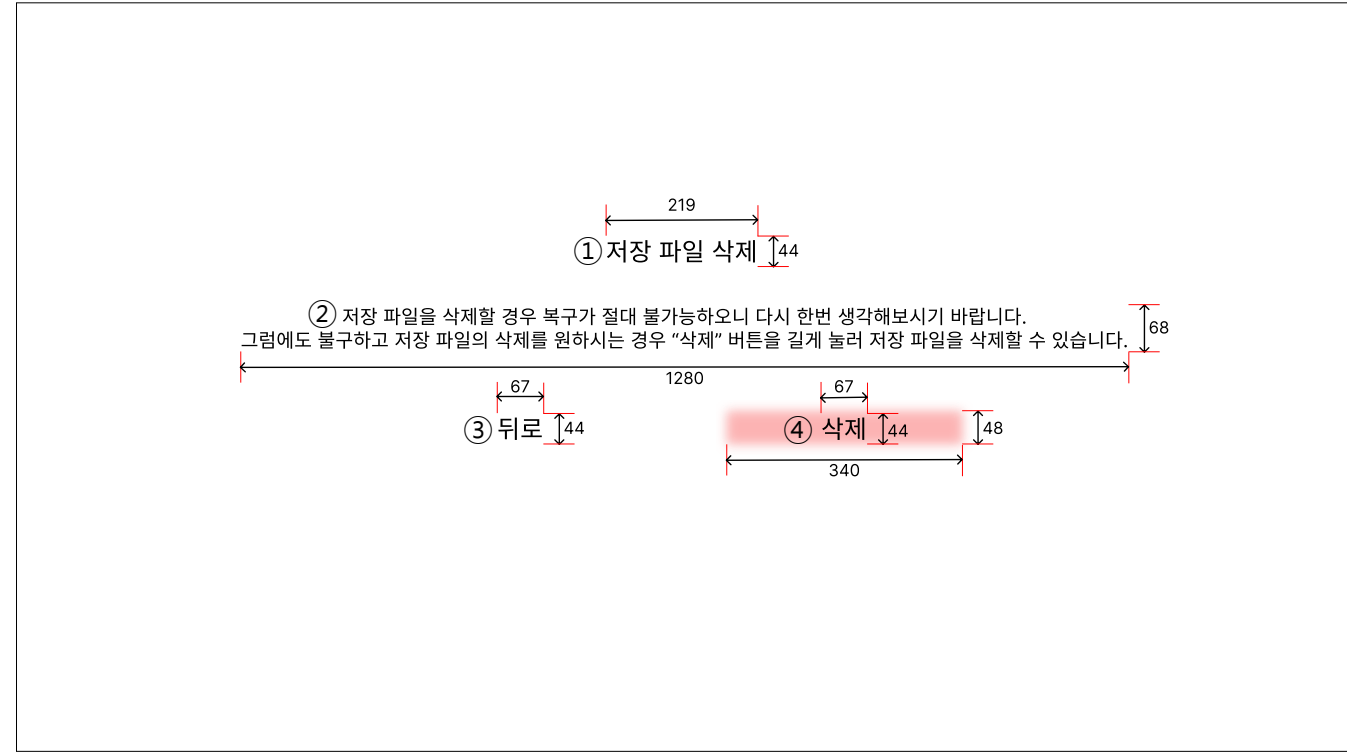 219
① 저장 파일 삭제 44
② 저장 파일을 삭제할 경우 복구가 절대 불가능하오니 다시 한번 생각해보시기 바랍니다.
그럼에도 불구하고 저장 파일의 삭제를 원하시는 경우 “삭제” 버튼을 길게 눌러 저장 파일을 삭제할 수 있습니다.
68
1280
67 67
③ 뒤로 44 ④ 삭제 44 48
340